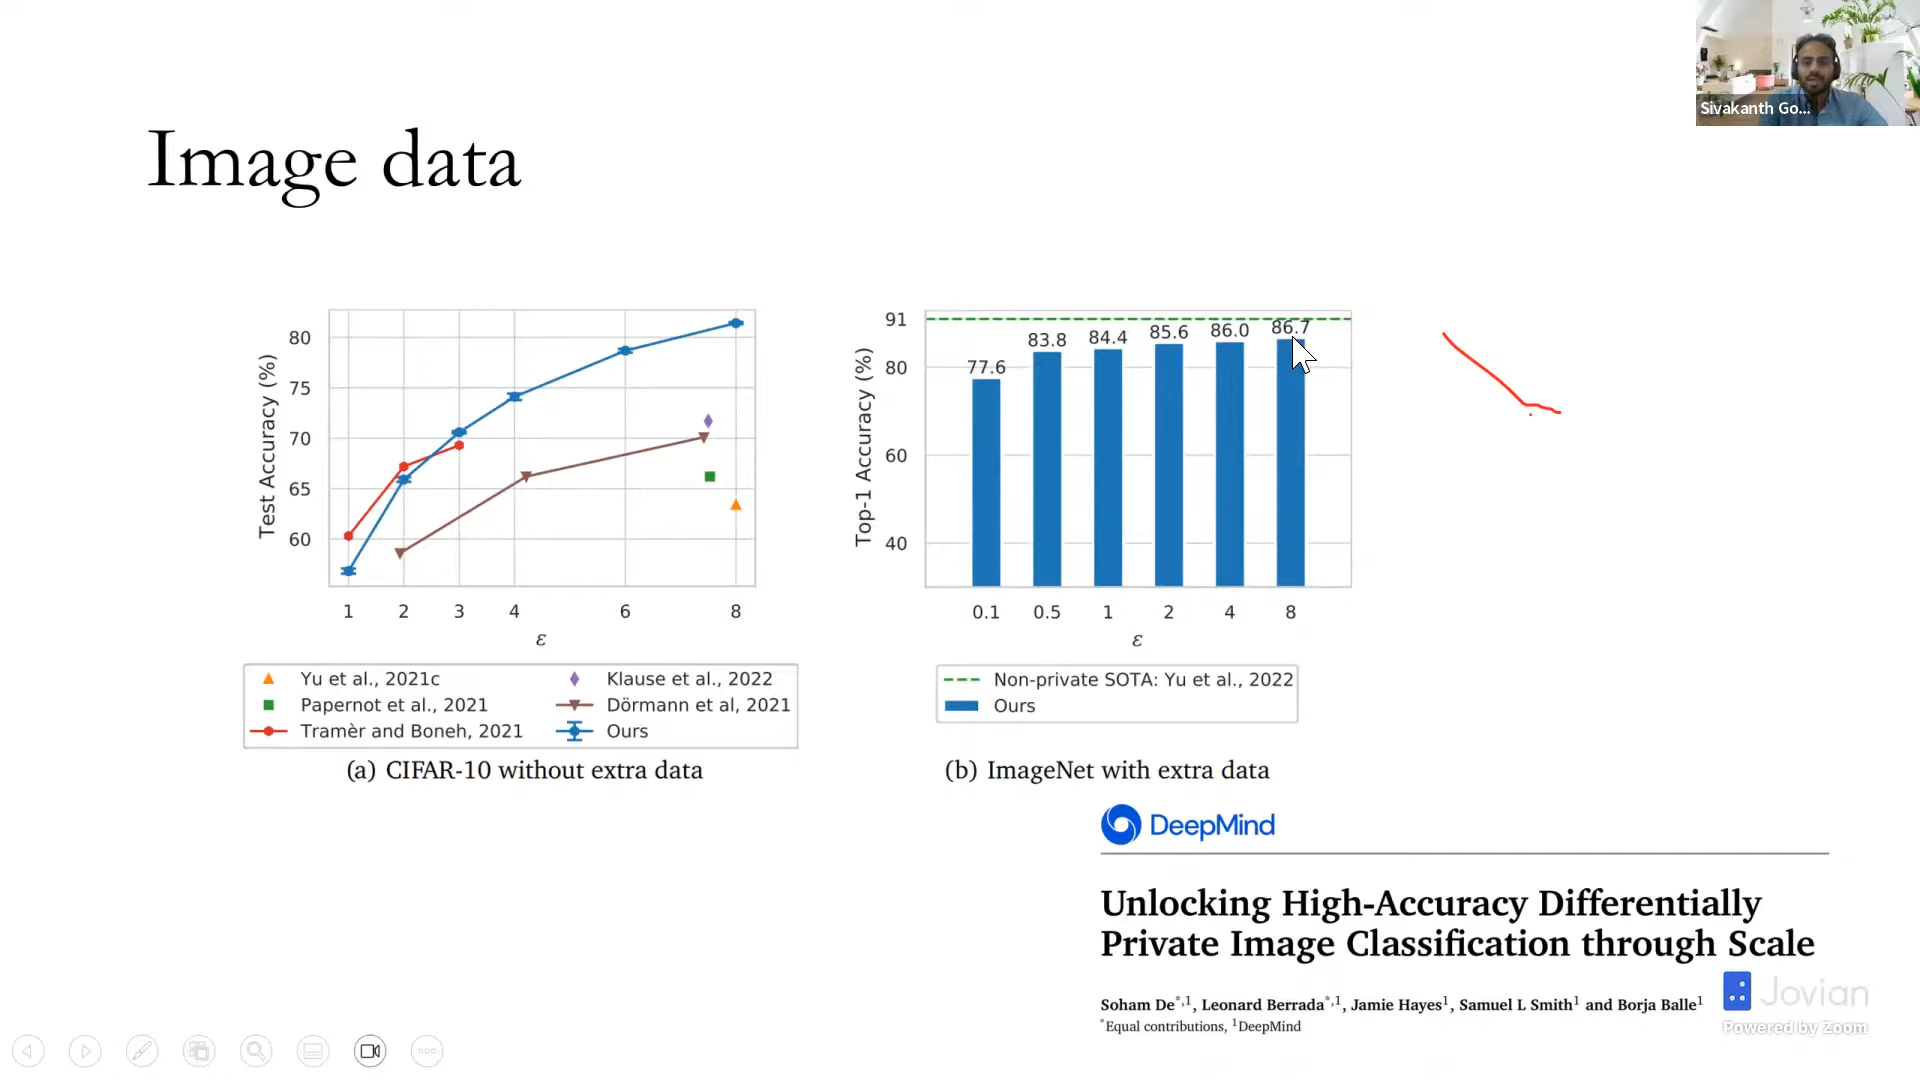 Sivakanth Go...
Image data
Test Accuracy (%)
80
75
70
65
60
1 2 3 4 6 8
ε
Yu et al., 2021c
Papernot et al., 2021
Tramèr and Boneh, 2021
Klause et al., 2022
Dörmann et al, 2021
Ours
(a) CIFAR-10 without extra data
Top-1 Accuracy (%)
91
80
60
40
77.6 83.8 84.4 85.6 86.0 86.7
0.1 0.5 1 2 4 8
ε
Non-private SOTA: Yu et al., 2022
Ours
(b) ImageNet with extra data
DeepMind
Unlocking High-Accuracy Differentially
Private Image Classification through Scale
Soham De*,1, Leonard Berrada*,1, Jamie Hayes1, Samuel L Smith1 and Borja Balle1
*Equal contributions, 1DeepMind
Jovian
Powered by Zoom